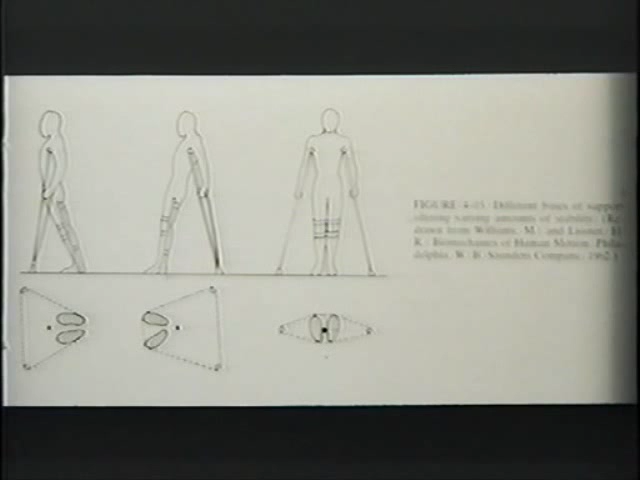 FIGURE 4-15. Different bases of support
offering varying amounts of stability. (Re-
drawn from Williams, M., and Lissner, H.
R.: Biomechanics of Human Motion. Phila-
delphia, W. B. Saunders Company, 1962.)